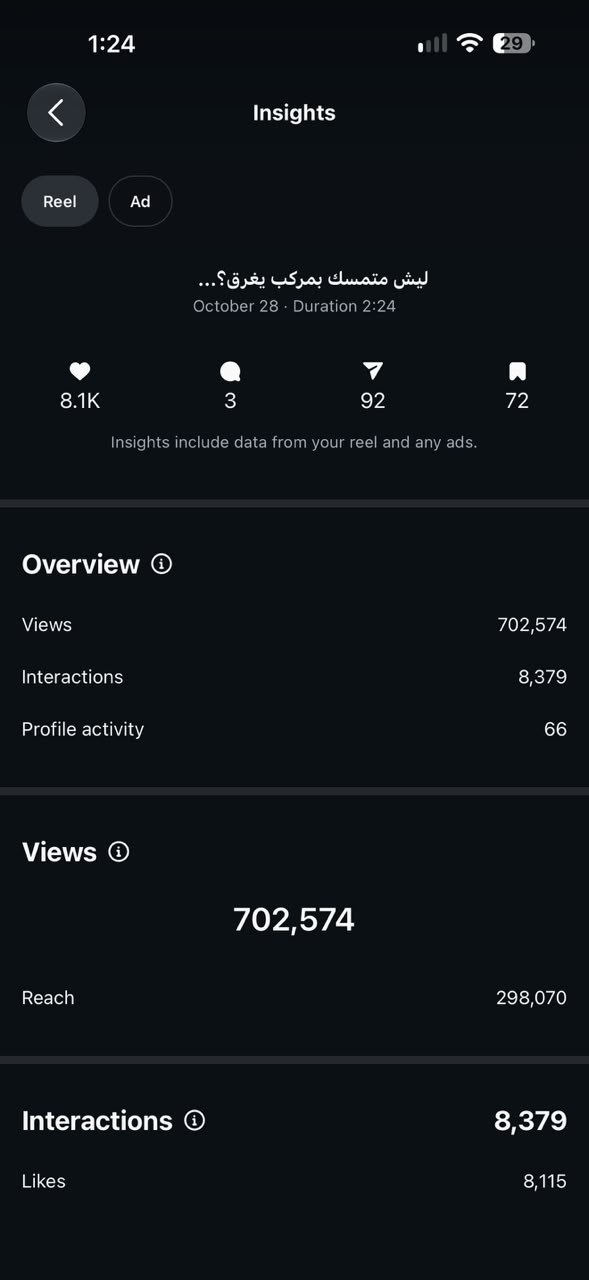 1:24
29
Insights
Reel
Ad
ليش متمسك بمركب يغرق؟...
October 28 · Duration 2:24
8.1K
3
92
72
Insights include data from your reel and any ads.
Overview
Views
702,574
Interactions
8,379
Profile activity
66
Views
702,574
Reach
298,070
Interactions
8,379
Likes
8,115